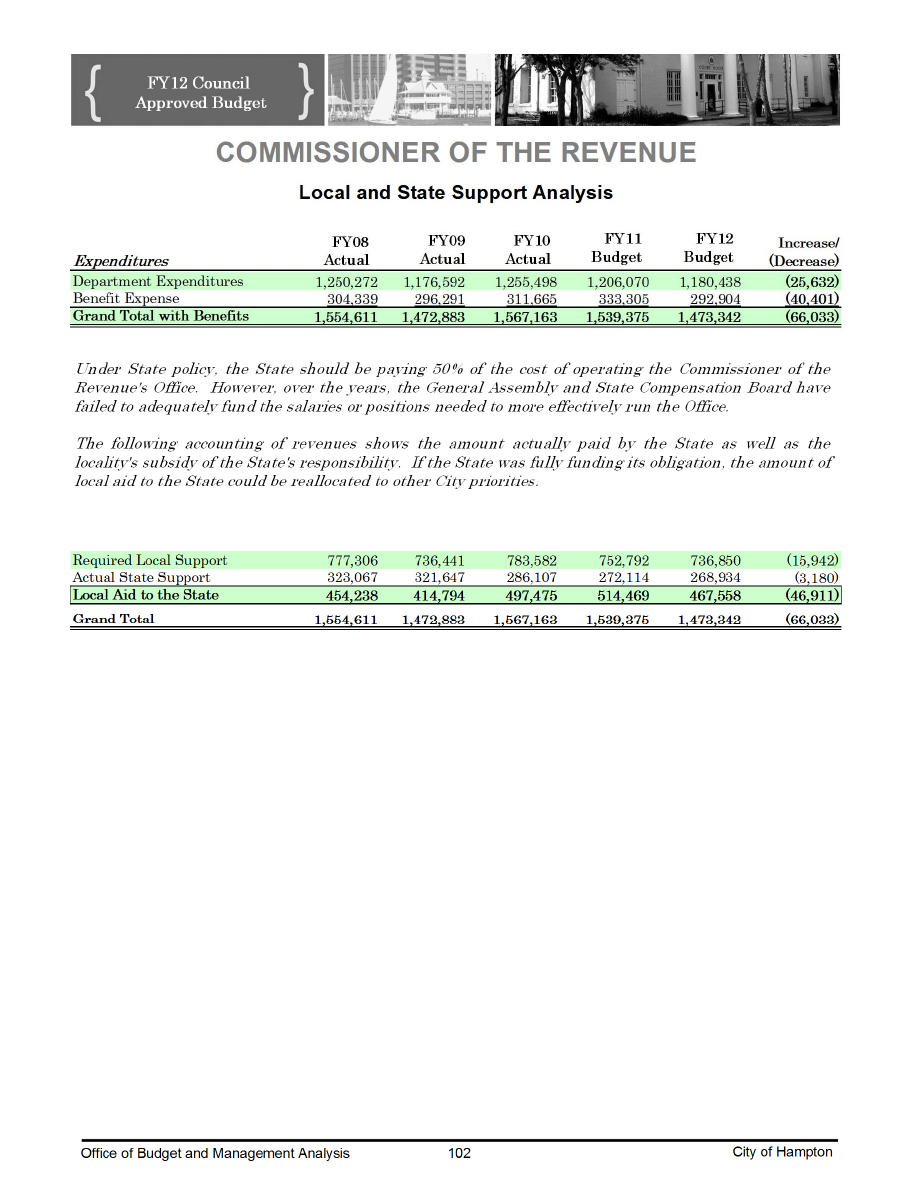 FY12 Council
Approved Budget
COMMISSIONER OF THE REVENUE
Local and State Support Analysis
Expenditures FY08 Actual FY09 Actual FY10 Actual FY11 Budget FY12 Budget Increase/ (Decrease)
Department Expenditures 1,250,272 1,176,592 1,255,498 1,206,070 1,180,438 (25,632)
Benefit Expense 304,339 296,291 311,665 333,305 292,904 (40,401)
Grand Total with Benefits 1,554,611 1,472,883 1,567,163 1,539,375 1,473,342 (66,033)
Under State policy, the State should be paying 50% of the cost of operating the Commissioner of the
Revenue's Office. However, over the years, the General Assembly and State Compensation Board have
failed to adequately fund the salaries or positions needed to more effectively run the Office.
The following accounting of revenues shows the amount actually paid by the State as well as the
locality's subsidy of the State's responsibility. If the State was fully funding its obligation, the amount of
local aid to the State could be reallocated to other City priorities.
Required Local Support 777,306 736,441 783,582 752,792 736,850 (15,942)
Actual State Support 323,067 321,647 286,107 272,114 268,934 (3,180)
Local Aid to the State 454,238 414,794 497,475 514,469 467,558 (46,911)
Grand Total 1,554,611 1,472,883 1,567,163 1,539,375 1,473,342 (66,033)
Office of Budget and Management Analysis 102 City of Hampton